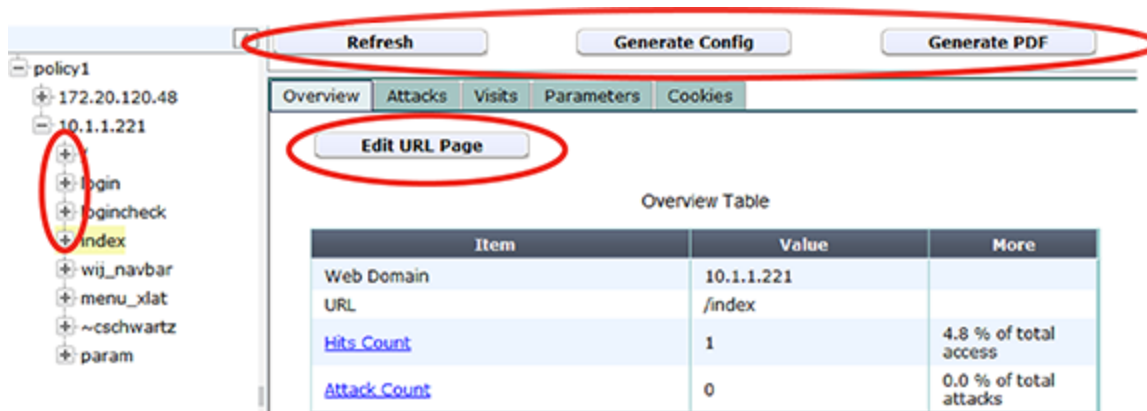 Refresh Generate Config Generate PDF
policy1
172.20.120.48
10.1.1.221
/
login
logincheck
index
wij_navbar
menu_xlat
~cschwartz
param
Overview Attacks Visits Parameters Cookies
Edit URL Page
Overview Table
Item Value More
Web Domain 10.1.1.221
URL /index
Hits Count 1 4.8 % of total
access
Attack Count 0 0.0 % of total
attacks